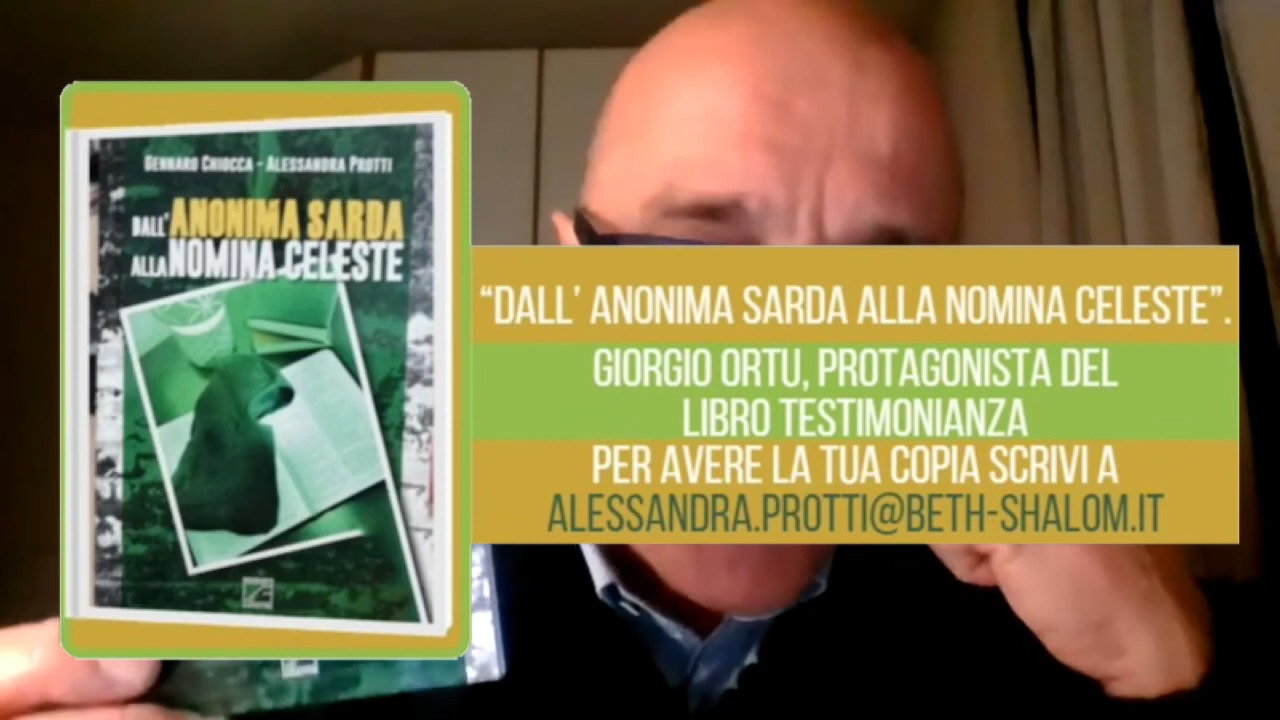 GENNARO CHIOCCA - ALESSANDRA PROTTI
DALL'ANONIMA SARDA
ALLA NOMINA CELESTE
“DALL’ ANONIMA SARDA ALLA NOMINA CELESTE”.
GIORGIO ORTU, PROTAGONISTA DEL
LIBRO TESTIMONIANZA
PER AVERE LA TUA COPIA SCRIVI A
ALESSANDRA.PROTTI@BETH-SHALOM.IT